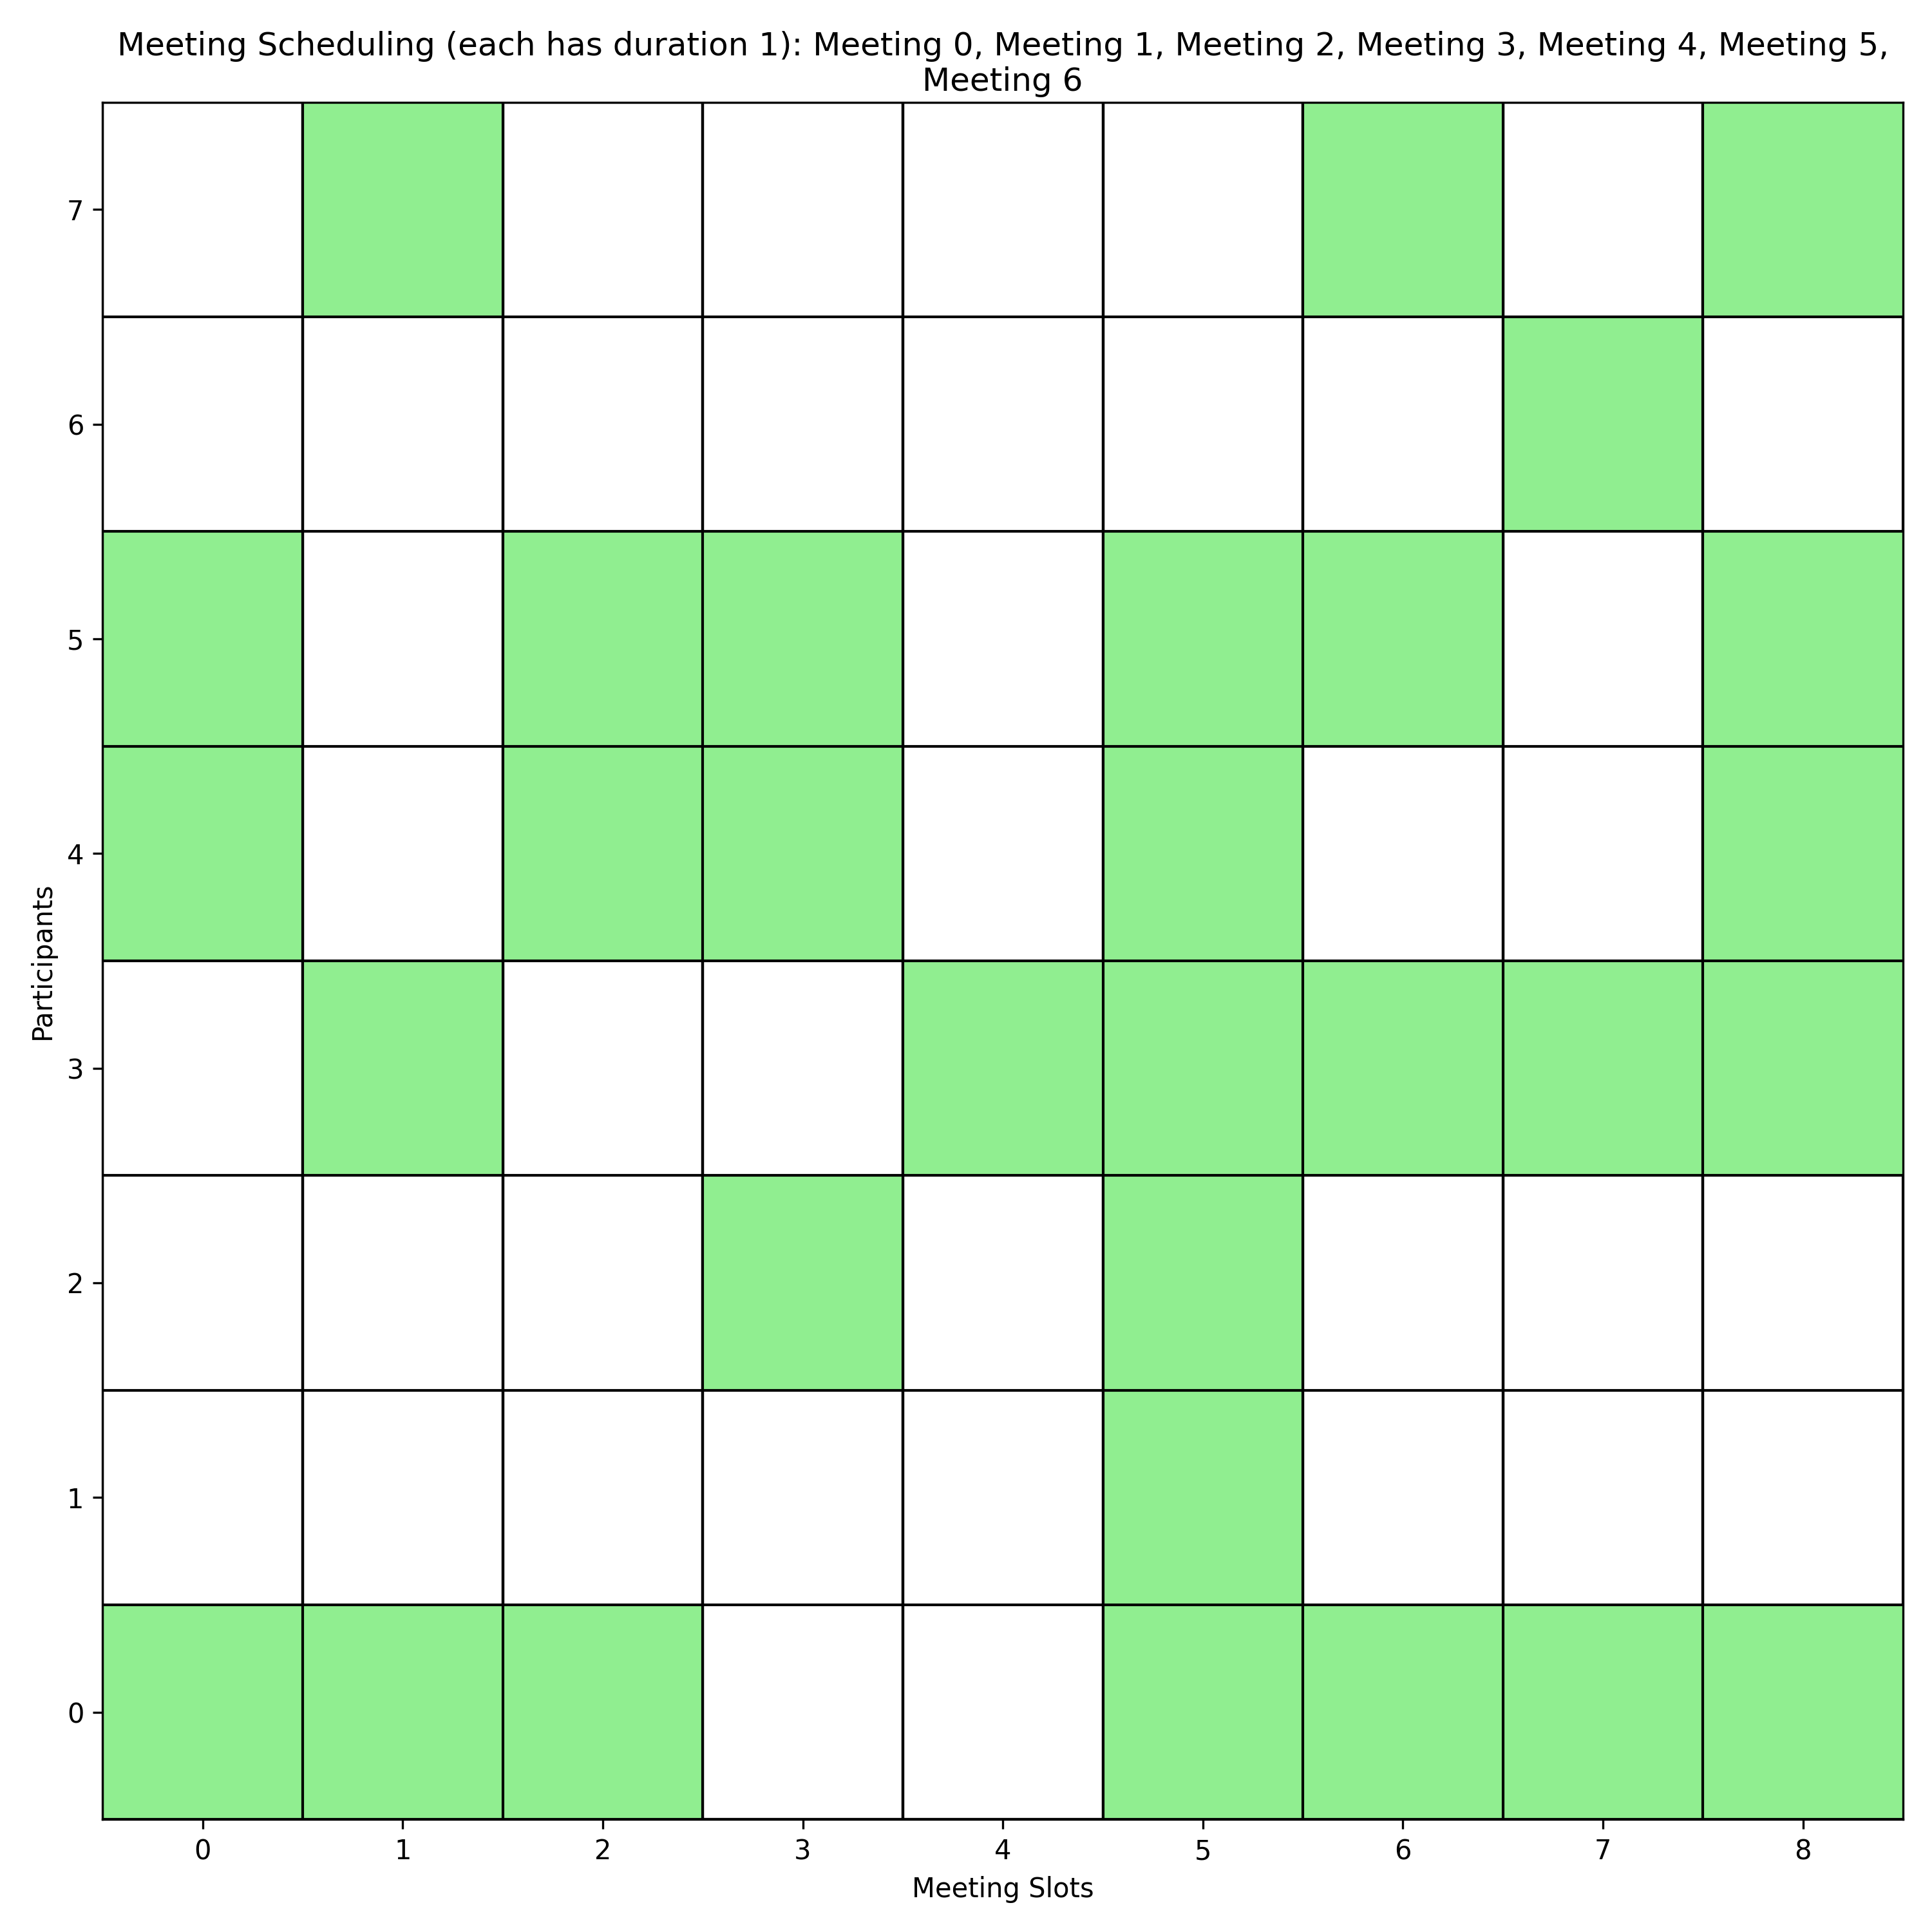 Meeting Scheduling (each has duration 1): Meeting 0, Meeting 1, Meeting 2, Meeting 3, Meeting 4, Meeting 5,
Meeting 6
7
6
5
4
3
2
1
0
Participants
0 1 2 3 4 5 6 7 8
Meeting Slots